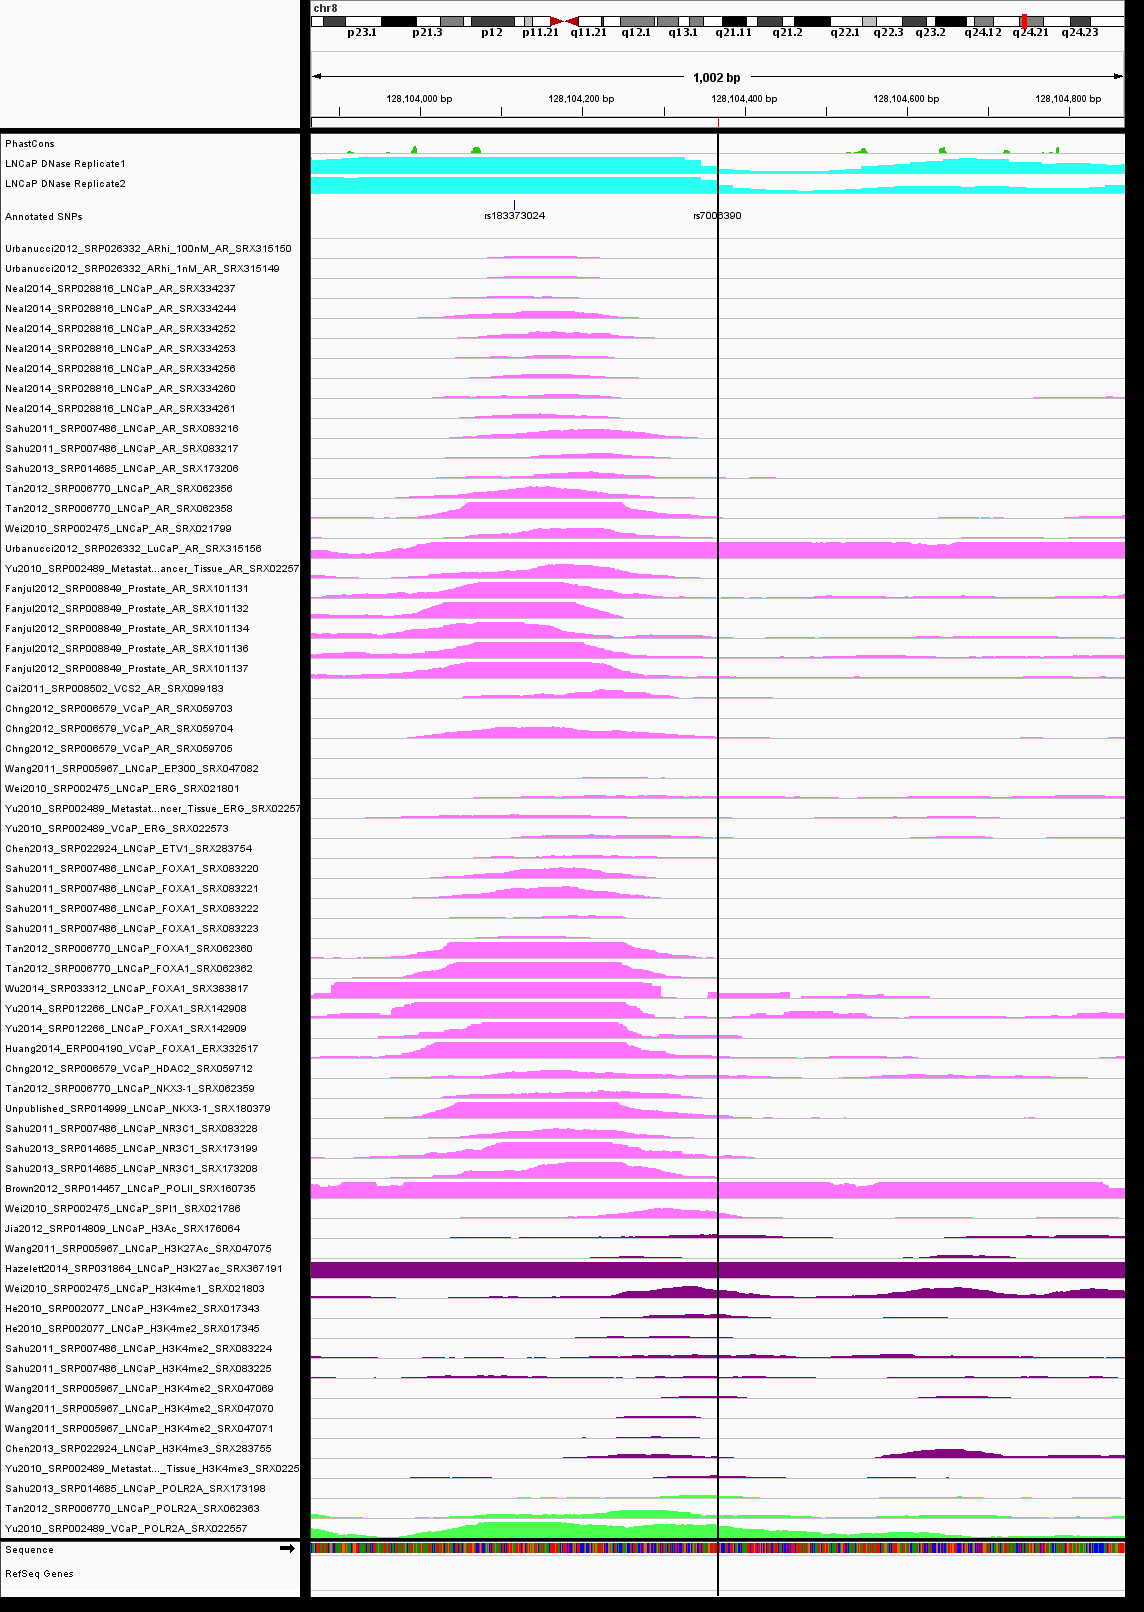 chr8
p23.1 p21.3 p12 p11.21 q11.21 q12.1 q13.1 q21.11 q21.2 q22.1 q22.3 q23.2 q24.12 q24.21 q24.23
1,002 bp
128,104,000 bp 128,104,200 bp 128,104,400 bp 128,104,600 bp 128,104,800 bp
PhastCons
LNCaP DNase Replicate1
LNCaP DNase Replicate2
Annotated SNPs
rs183373024 rs7006390
Urbanucci2012_SRP026332_ARhi_100nM_AR_SRX315150
Urbanucci2012_SRP026332_ARhi_1nM_AR_SRX315149
Neal2014_SRP028816_LNCaP_AR_SRX334237
Neal2014_SRP028816_LNCaP_AR_SRX334244
Neal2014_SRP028816_LNCaP_AR_SRX334252
Neal2014_SRP028816_LNCaP_AR_SRX334253
Neal2014_SRP028816_LNCaP_AR_SRX334256
Neal2014_SRP028816_LNCaP_AR_SRX334260
Neal2014_SRP028816_LNCaP_AR_SRX334261
Sahu2011_SRP007486_LNCaP_AR_SRX083216
Sahu2011_SRP007486_LNCaP_AR_SRX083217
Sahu2013_SRP014685_LNCaP_AR_SRX173206
Tan2012_SRP006770_LNCaP_AR_SRX062356
Tan2012_SRP006770_LNCaP_AR_SRX062358
Wei2010_SRP002475_LNCaP_AR_SRX021799
Urbanucci2012_SRP026332_LuCaP_AR_SRX315156
Yu2010_SRP002489_Metastat...ancer_Tissue_AR_SRX02257
Fanjul2012_SRP008849_Prostate_AR_SRX101131
Fanjul2012_SRP008849_Prostate_AR_SRX101132
Fanjul2012_SRP008849_Prostate_AR_SRX101134
Fanjul2012_SRP008849_Prostate_AR_SRX101136
Fanjul2012_SRP008849_Prostate_AR_SRX101137
Cai2011_SRP008502_VCS2_AR_SRX099183
Chng2012_SRP006579_VCaP_AR_SRX059703
Chng2012_SRP006579_VCaP_AR_SRX059704
Chng2012_SRP006579_VCaP_AR_SRX059705
Wang2011_SRP005967_LNCaP_EP300_SRX047082
Wei2010_SRP002475_LNCaP_ERG_SRX021801
Yu2010_SRP002489_Metastat...ncer_Tissue_ERG_SRX02257
Yu2010_SRP002489_VCaP_ERG_SRX022573
Chen2013_SRP022924_LNCaP_ETV1_SRX283754
Sahu2011_SRP007486_LNCaP_FOXA1_SRX083220
Sahu2011_SRP007486_LNCaP_FOXA1_SRX083221
Sahu2011_SRP007486_LNCaP_FOXA1_SRX083222
Sahu2011_SRP007486_LNCaP_FOXA1_SRX083223
Tan2012_SRP006770_LNCaP_FOXA1_SRX062360
Tan2012_SRP006770_LNCaP_FOXA1_SRX062362
Wu2014_SRP033312_LNCaP_FOXA1_SRX383817
Yu2014_SRP012266_LNCaP_FOXA1_SRX142908
Yu2014_SRP012266_LNCaP_FOXA1_SRX142909
Huang2014_ERP004190_VCaP_FOXA1_ERX332517
Chng2012_SRP006579_VCaP_HDAC2_SRX059712
Tan2012_SRP006770_LNCaP_NKX3-1_SRX062359
Unpublished_SRP014999_LNCaP_NKX3-1_SRX180379
Sahu2011_SRP007486_LNCaP_NR3C1_SRX083228
Sahu2013_SRP014685_LNCaP_NR3C1_SRX173199
Sahu2013_SRP014685_LNCaP_NR3C1_SRX173208
Brown2012_SRP014457_LNCaP_POLII_SRX160735
Wei2010_SRP002475_LNCaP_SPI1_SRX021786
Jia2012_SRP014809_LNCaP_H3Ac_SRX176064
Wang2011_SRP005967_LNCaP_H3K27Ac_SRX047075
Hazelett2014_SRP031864_LNCaP_H3K27ac_SRX367191
Wei2010_SRP002475_LNCaP_H3K4me1_SRX021803
He2010_SRP002077_LNCaP_H3K4me2_SRX017343
He2010_SRP002077_LNCaP_H3K4me2_SRX017345
Sahu2011_SRP007486_LNCaP_H3K4me2_SRX083224
Sahu2011_SRP007486_LNCaP_H3K4me2_SRX083225
Wang2011_SRP005967_LNCaP_H3K4me2_SRX047069
Wang2011_SRP005967_LNCaP_H3K4me2_SRX047070
Wang2011_SRP005967_LNCaP_H3K4me2_SRX047071
Chen2013_SRP022924_LNCaP_H3K4me3_SRX283755
Yu2010_SRP002489_Metastat..._Tissue_H3K4me3_SRX0225
Sahu2013_SRP014685_LNCaP_POLR2A_SRX173198
Tan2012_SRP006770_LNCaP_POLR2A_SRX062363
Yu2010_SRP002489_VCaP_POLR2A_SRX022557
Sequence
RefSeq Genes